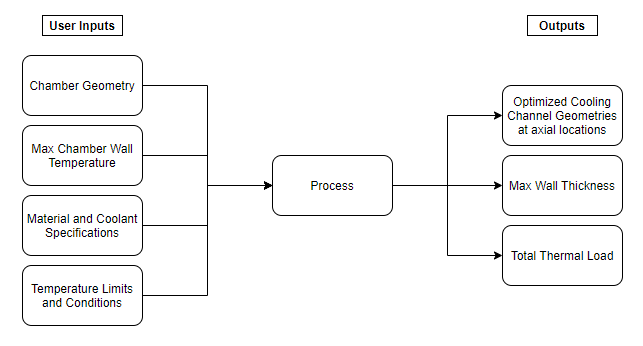 User Inputs
Outputs
Chamber Geometry
Max Chamber Wall
Temperature
Material and Coolant
Specifications
Temperature Limits
and Conditions
Process
Optimized Cooling
Channel Geometries
at axial locations
Max Wall Thickness
Total Thermal Load